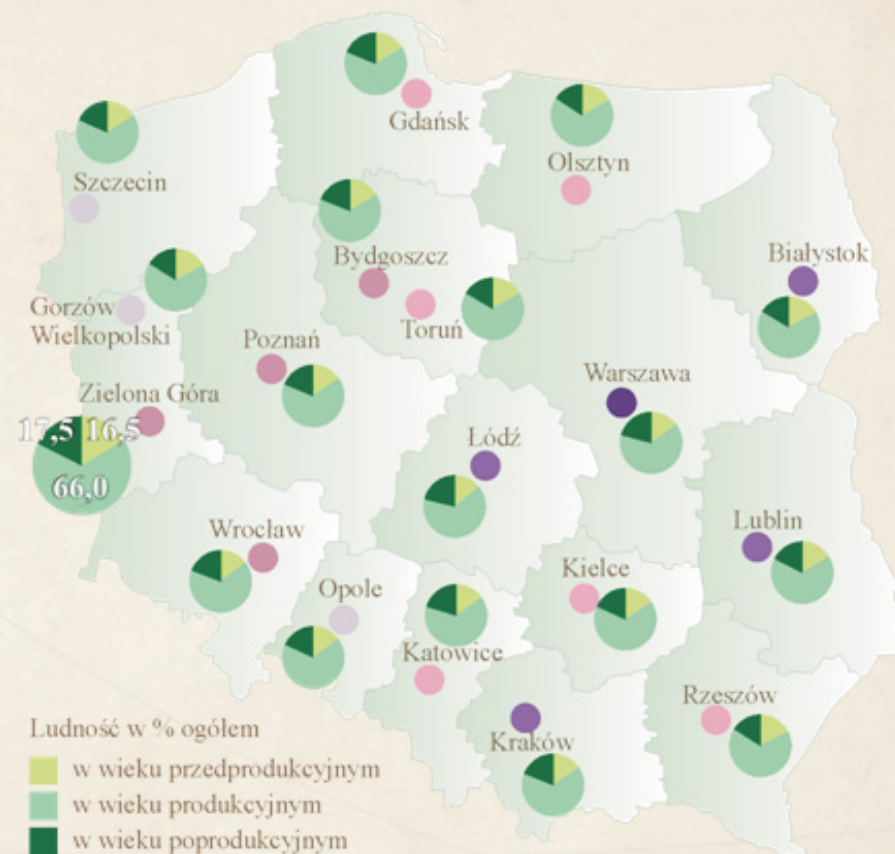 Gdańsk
Olsztyn
Szczecin
Bydgoszcz
Białystok
Gorzów
Wielkopolski
Toruń
Poznań
Warszawa
Zielona Góra
17,5 16,5
66,0
Łódź
Lublin
Wrocław
Kielce
Opole
Katowice
Rzeszów
Kraków
Ludność w % ogółem
w wieku przedprodukcyjnym
w wieku produkcyjnym
w wieku poprodukcyjnym